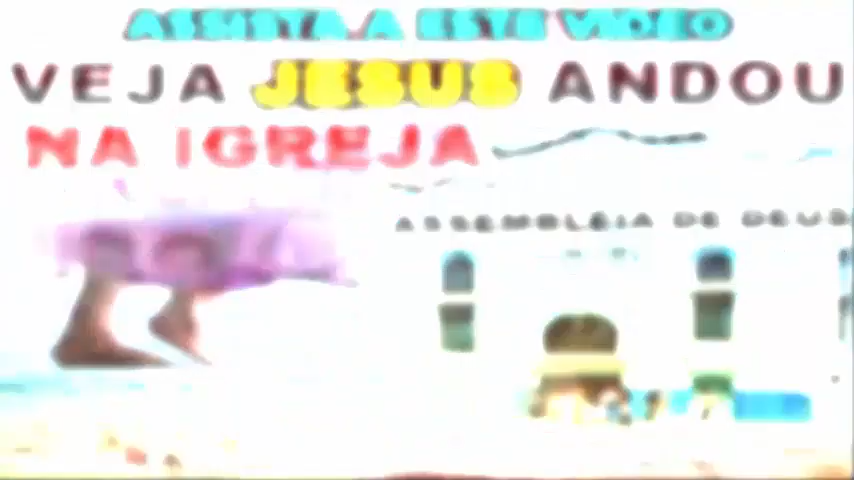 ASSISTA A ESTE VIDEO
VEJA JESUS ANDOU
NA IGREJA
ASSEMBLÉIA DE DEUS